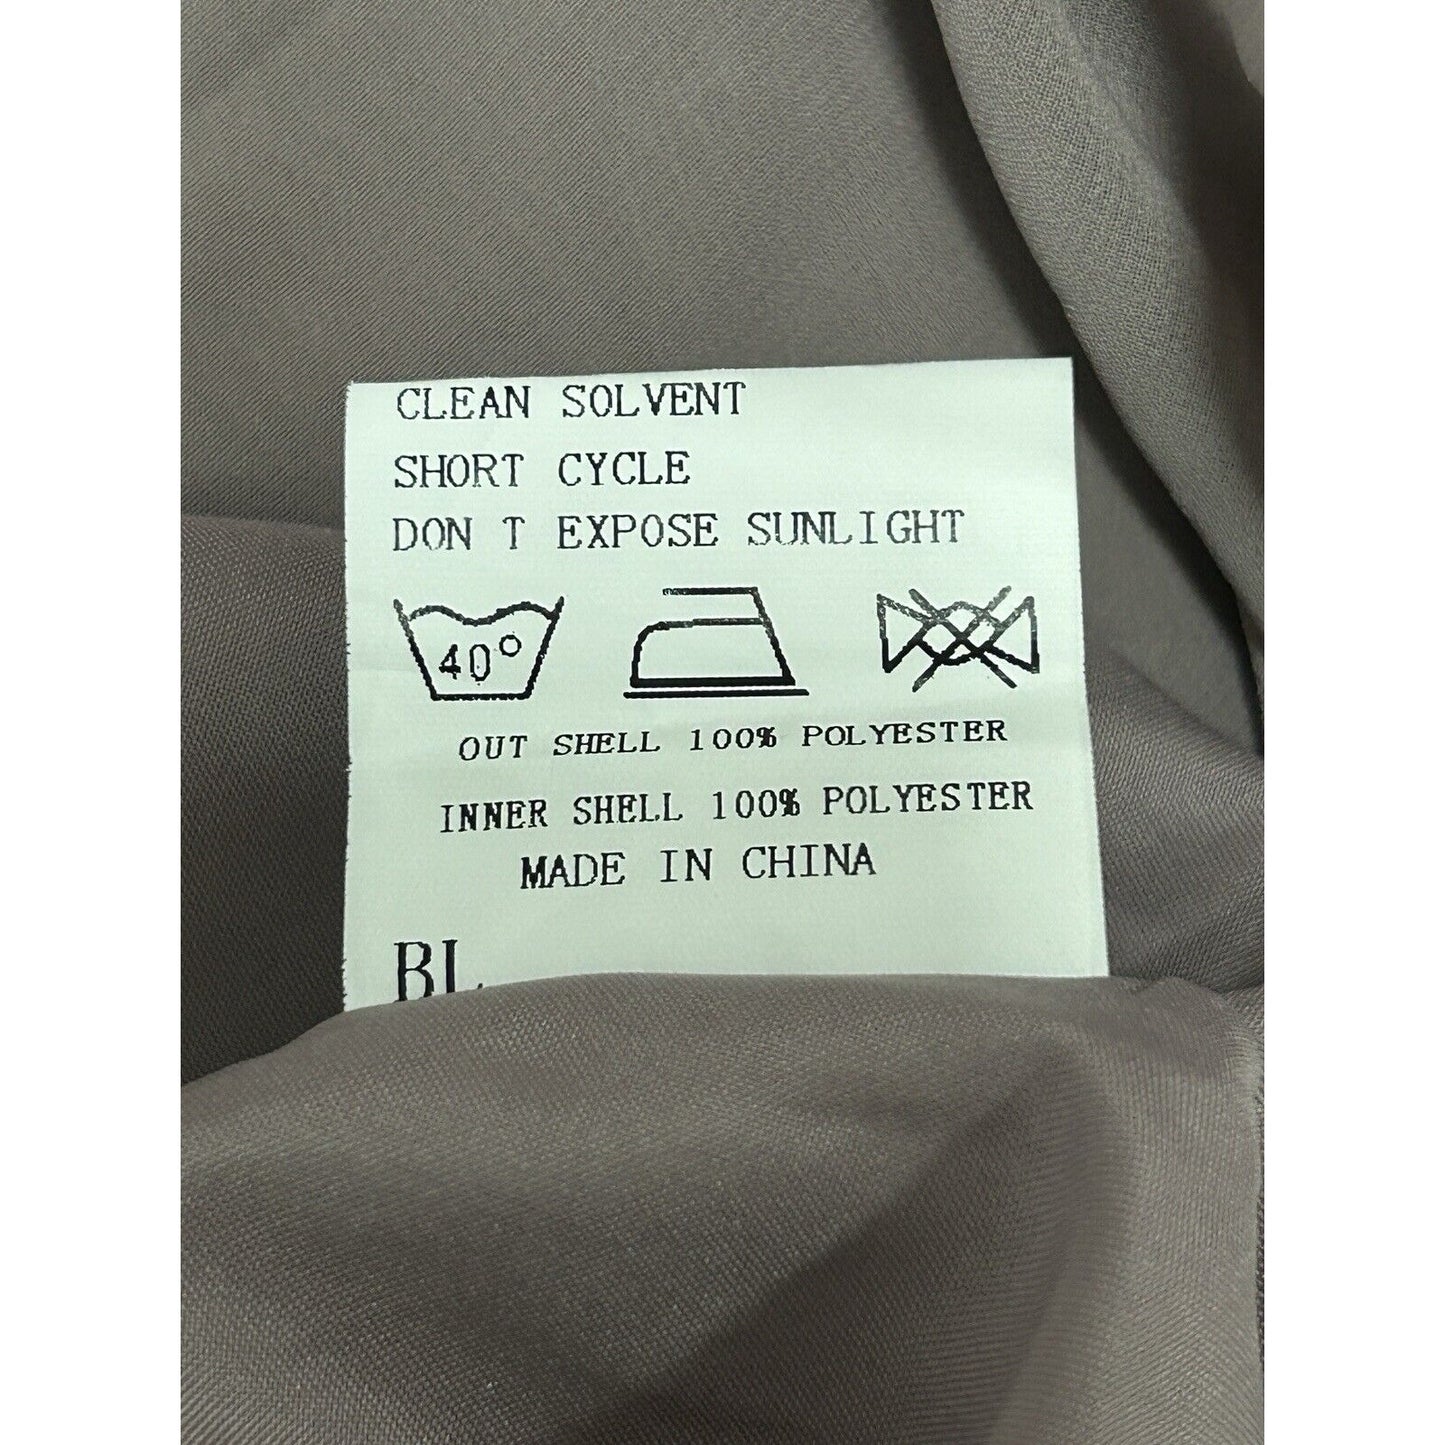 CLEAN SOLVENT
SHORT CYCLE
DON T EXPOSE SUNLIGHT
40°
OUT SHELL 100% POLYESTER
INNER SHELL 100% POLYESTER
MADE IN CHINA
BL